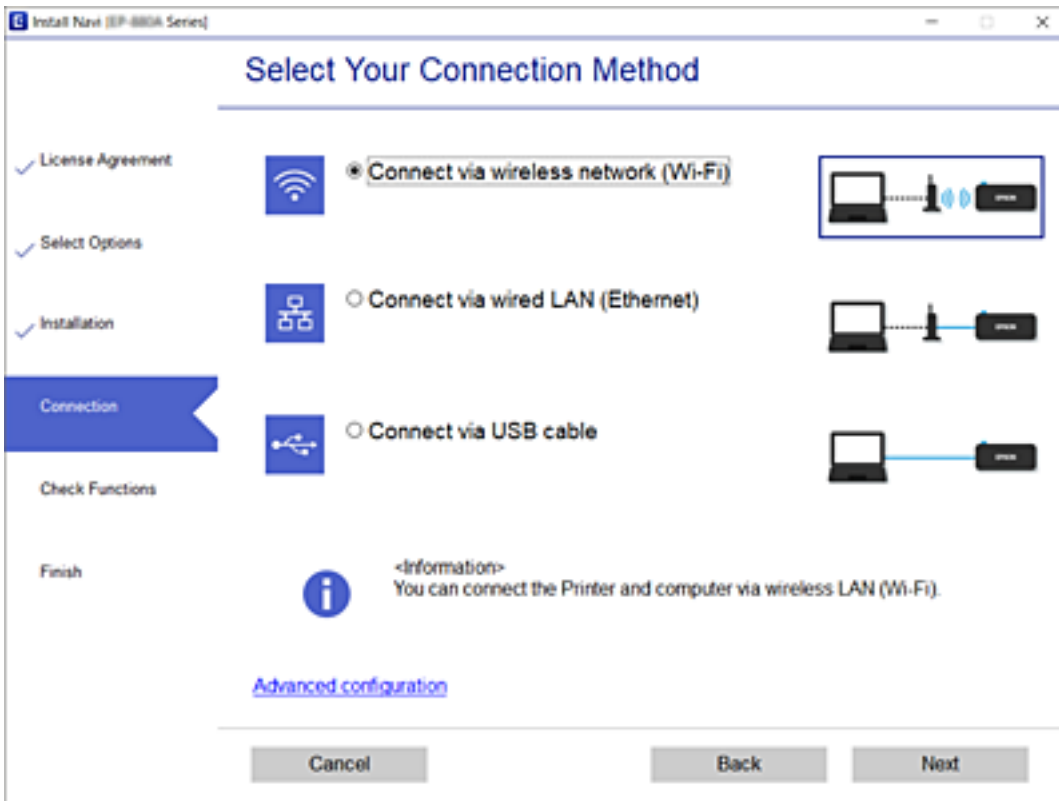 Install Navi [EP- Series]
Select Your Connection Method
License Agreement
Select Options
Installation
Connection
Check Functions
Finish
Connect via wireless network (Wi-Fi)
Connect via wired LAN (Ethernet)
Connect via USB cable
<Information>
You can connect the Printer and computer via wireless LAN (Wi-Fi).
Advanced configuration
Cancel
Back
Next